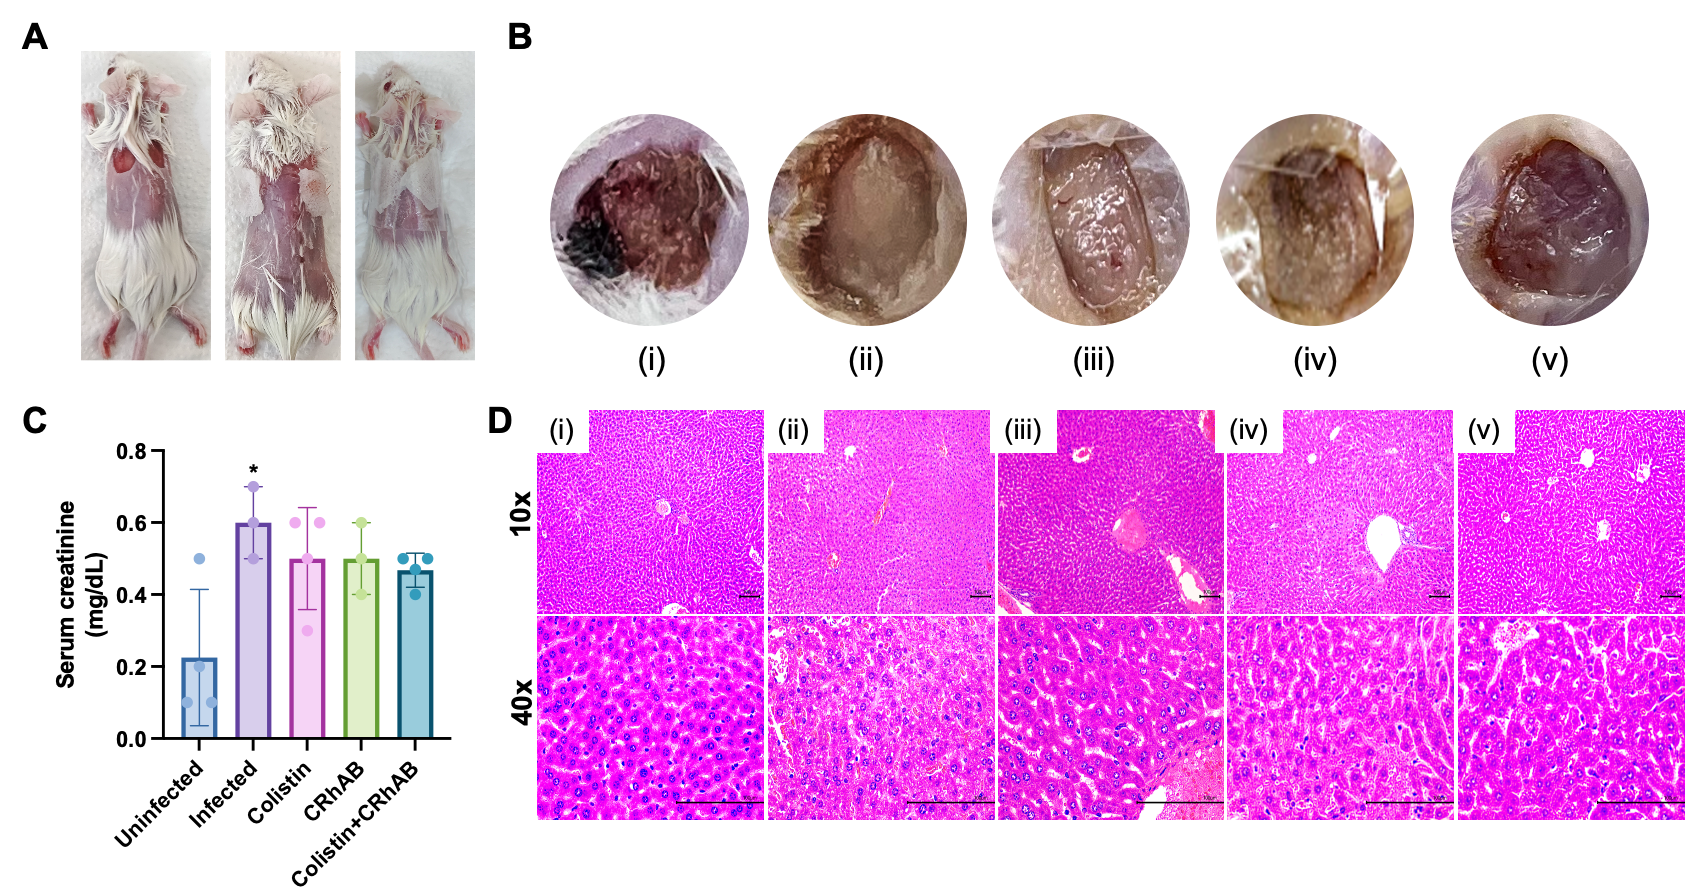 A
B
(i)
(ii)
(iii)
(iv)
(v)
C
0.8
0.6
0.4
0.2
0.0
Serum creatinine
(mg/dL)
*
Uninfected
Infected
Colistin
CRhAB
Colistin+CRhAB
D
(i)
(ii)
(iii)
(iv)
(v)
10x
40x